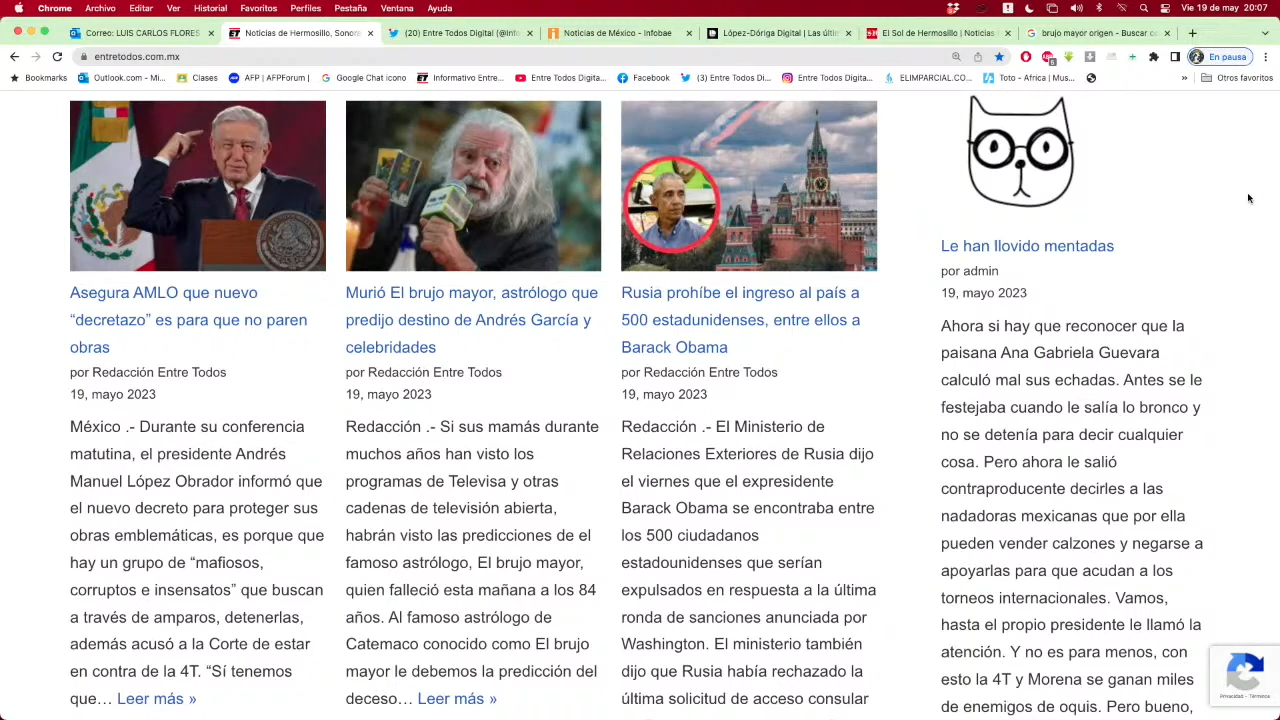 Chrome Archivo Editar Ver Historial Favoritos Perfiles Pestaña Ventana Ayuda Vie 19 de may 20:07
Correo: LUIS CARLOS FLORES
Noticias de Hermosillo, Sonora
(20) Entre Todos Digital (@Info
Noticias de México - Infobae
López-Dóriga Digital | Las últi
El Sol de Hermosillo | Noticias
brujo mayor origen - Buscar c
entretodos.com.mx
En pausa
Bookmarks
Outlook.com - Mi...
Clases
AFP | AFPForum |
Google Chat icono
Informativo Entre...
Entre Todos Digita...
Facebook
(3) Entre Todos Di...
Entre Todos Digita...
ELIMPARCIAL.CO...
Toto - Africa | Mus...
»
Otros favoritos
Asegura AMLO que nuevo
“decretazo” es para que no paren
obras
por Redacción Entre Todos
19, mayo 2023
México .- Durante su conferencia
matutina, el presidente Andrés
Manuel López Obrador informó que
el nuevo decreto para proteger sus
obras emblemáticas, es porque que
hay un grupo de “mafiosos,
corruptos e insensatos” que buscan
a través de amparos, detenerlas,
además acusó a la Corte de estar
en contra de la 4T. “Sí tenemos
que… Leer más »
Murió El brujo mayor, astrólogo que
predijo destino de Andrés García y
celebridades
por Redacción Entre Todos
19, mayo 2023
Redacción .- Si sus mamás durante
muchos años han visto los
programas de Televisa y otras
cadenas de televisión abierta,
habrán visto las predicciones de el
famoso astrólogo, El brujo mayor,
quien falleció esta mañana a los 84
años. Al famoso astrólogo de
Catemaco conocido como El brujo
mayor le debemos la predicción del
deceso… Leer más »
Rusia prohíbe el ingreso al país a
500 estadunidenses, entre ellos a
Barack Obama
por Redacción Entre Todos
19, mayo 2023
Redacción .- El Ministerio de
Relaciones Exteriores de Rusia dijo
el viernes que el expresidente
Barack Obama se encontraba entre
los 500 ciudadanos
estadounidenses que serían
expulsados en respuesta a la última
ronda de sanciones anunciada por
Washington. El ministerio también
dijo que Rusia había rechazado la
última solicitud de acceso consular
Le han llovido mentadas
por admin
19, mayo 2023
Ahora si hay que reconocer que la
paisana Ana Gabriela Guevara
calculó mal sus echadas. Antes se le
festejaba cuando le salía lo bronco y
no se detenía para decir cualquier
cosa. Pero ahora le salió
contraproducente decirles a las
nadadoras mexicanas que por ella
pueden vender calzones y negarse a
apoyarlas para que acudan a los
torneos internacionales. Vamos,
hasta el propio presidente le llamó la
atención. Y no es para menos, con
esto la 4T y Morena se ganan miles
de enemigos de oquis. Pero bueno,
Privacidad - Términos